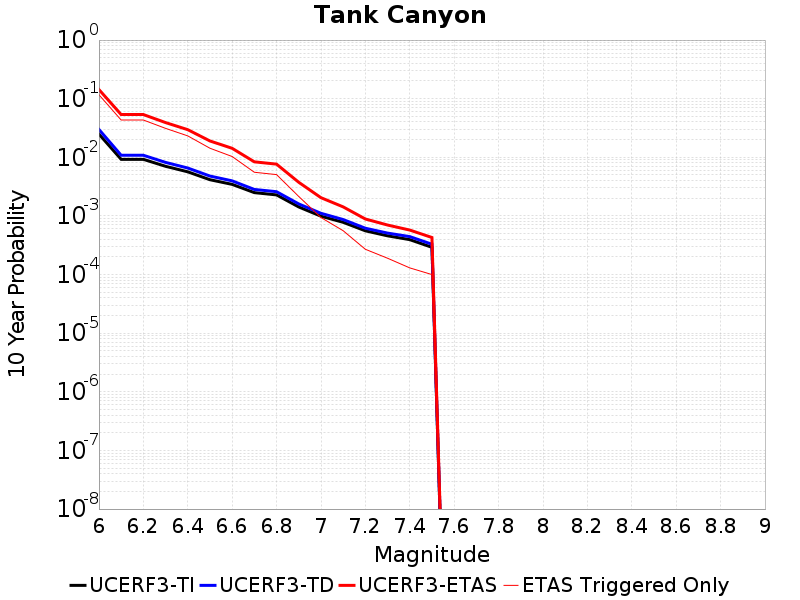 Tank Canyon
10^0
10^-1
10^-2
10^-3
10^-4
10^-5
10^-6
10^-7
10^-8
10 Year Probability
6 6.2 6.4 6.6 6.8 7 7.2 7.4 7.6 7.8 8 8.2 8.4 8.6 8.8 9
Magnitude
UCERF3-TI UCERF3-TD UCERF3-ETAS ETAS Triggered Only